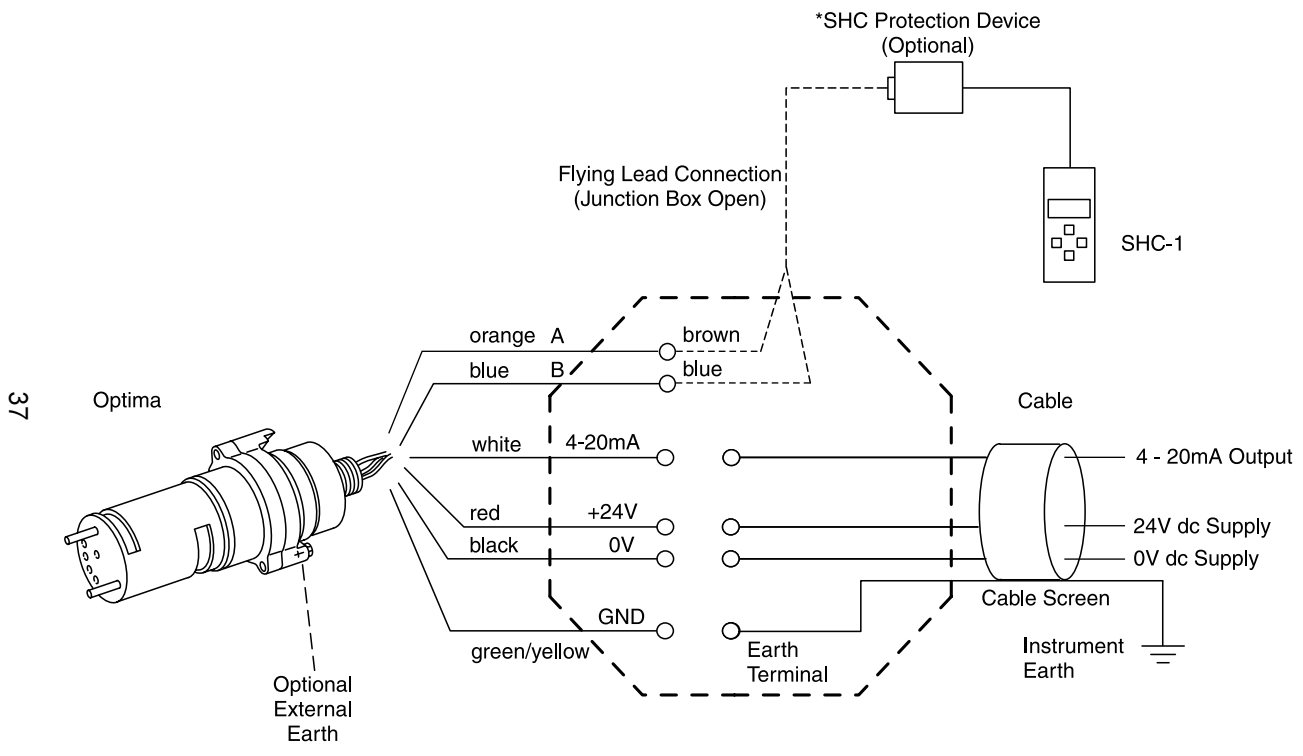 *SHC Protection Device
(Optional)
Flying Lead Connection
(Junction Box Open)
SHC-1
orange A
brown
blue B
blue
37
Optima
Cable
white 4-20mA
4 - 20mA Output
red +24V
24V dc Supply
black 0V
0V dc Supply
Cable Screen
GND
green/yellow
Earth
Terminal
Instrument
Earth
Optional
External
Earth